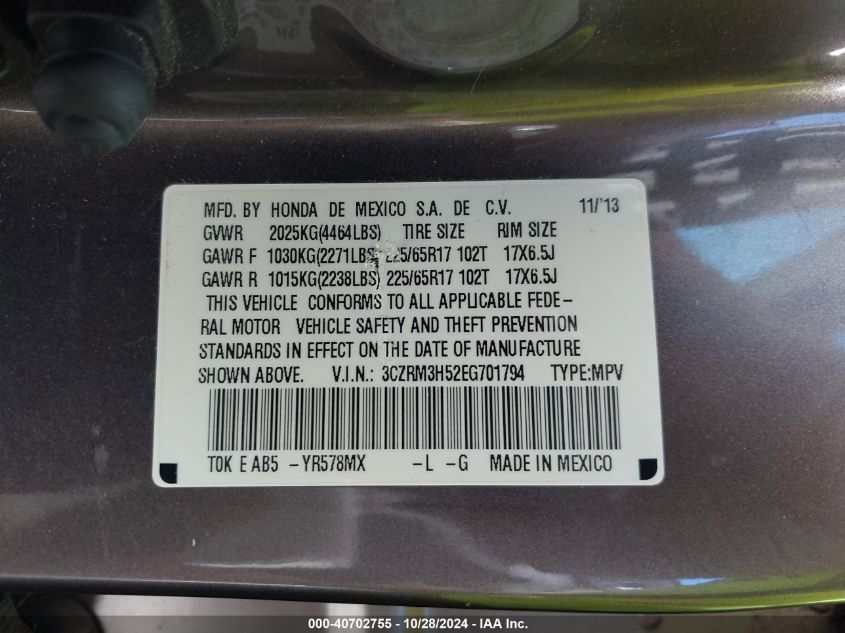 MFD. BY HONDA DE MEXICO S.A. DE C.V. 11/'13
GVWR 2025KG(4464LBS) TIRE SIZE RIM SIZE
GAWR F 1030KG(2271LBS) 225/65R17 102T 17X6.5J
GAWR R 1015KG(2238LBS) 225/65R17 102T 17X6.5J
THIS VEHICLE CONFORMS TO ALL APPLICABLE FEDE-
RAL MOTOR VEHICLE SAFETY AND THEFT PREVENTION
STANDARDS IN EFFECT ON THE DATE OF MANUFACTURE
SHOWN ABOVE. V.I.N.: 3CZRM3H52EG701794 TYPE:MPV
T0K E AB5 -YR578MX -L -G MADE IN MEXICO
000-40702755 - 10/28/2024 - IAA Inc.